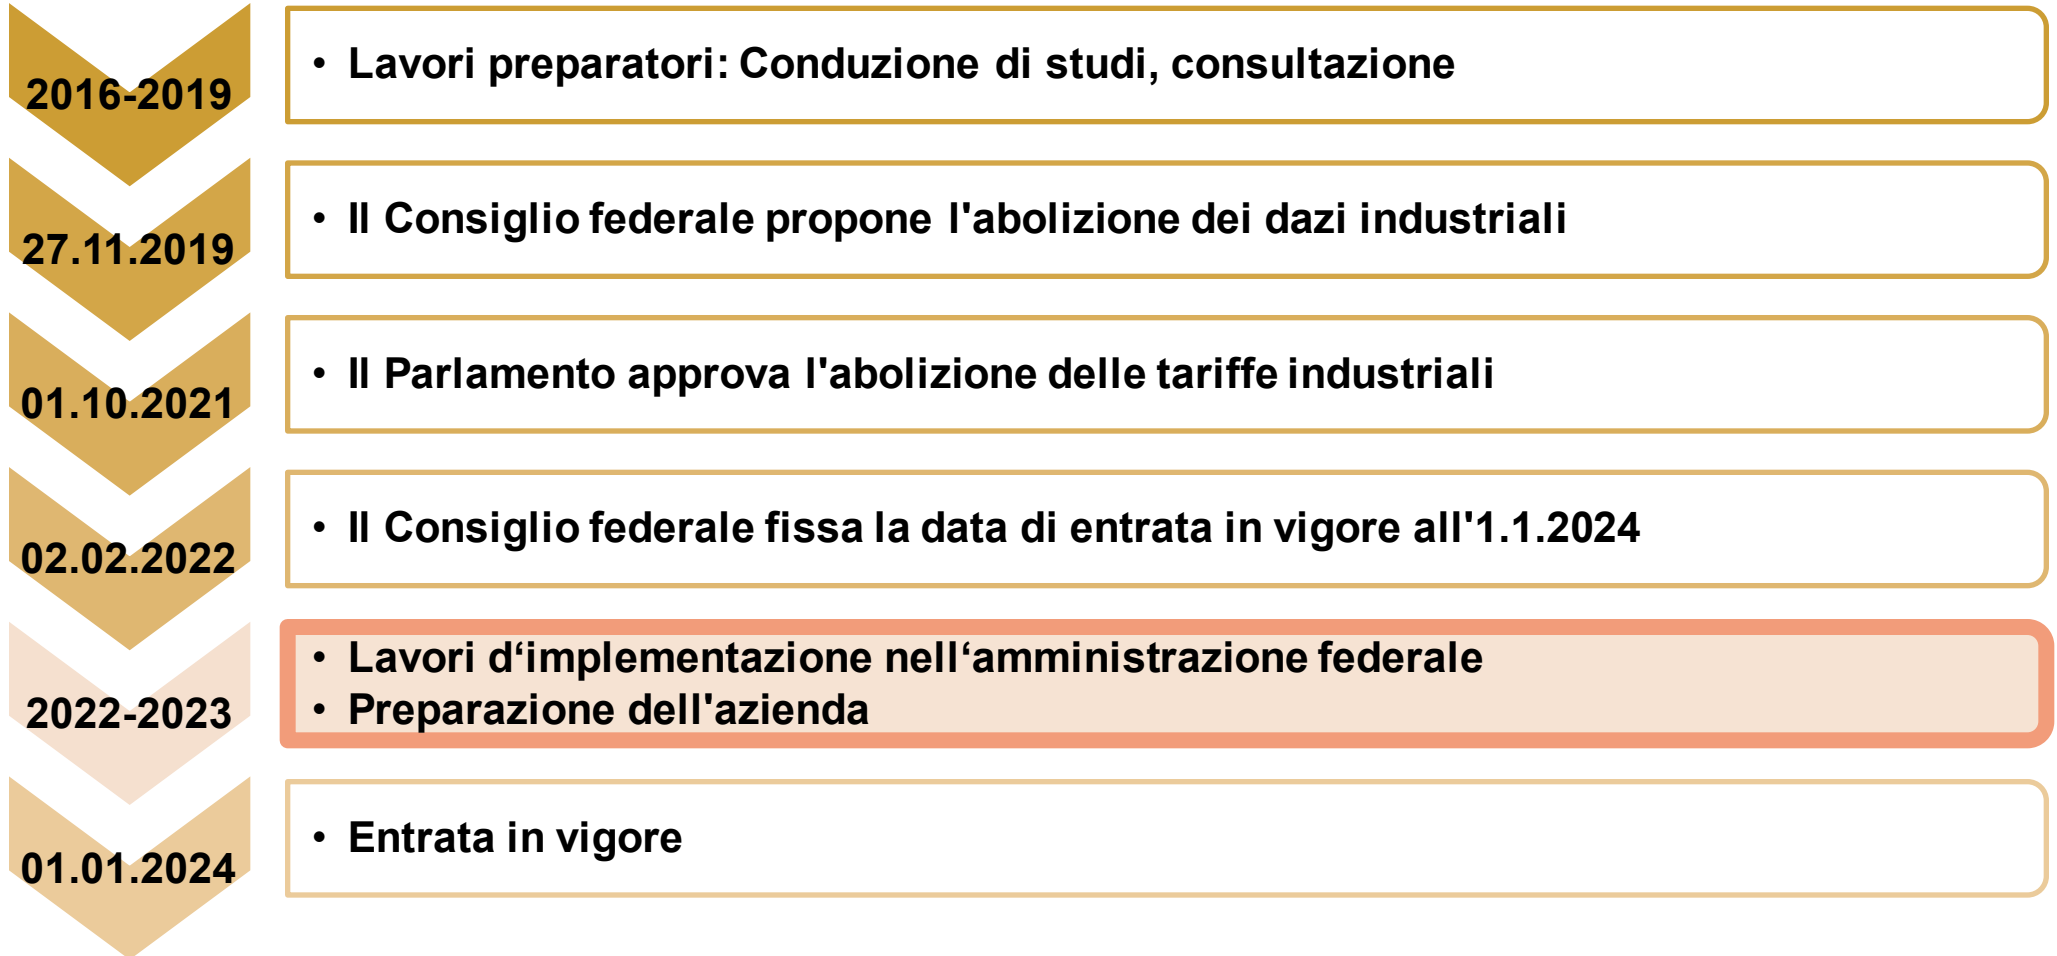 2016-2019
• Lavori preparatori: Conduzione di studi, consultazione
27.11.2019
• Il Consiglio federale propone l'abolizione dei dazi industriali
01.10.2021
• Il Parlamento approva l'abolizione delle tariffe industriali
02.02.2022
• Il Consiglio federale fissa la data di entrata in vigore all'1.1.2024
2022-2023
• Lavori d‘implementazione nell‘amministrazione federale
• Preparazione dell'azienda
01.01.2024
• Entrata in vigore